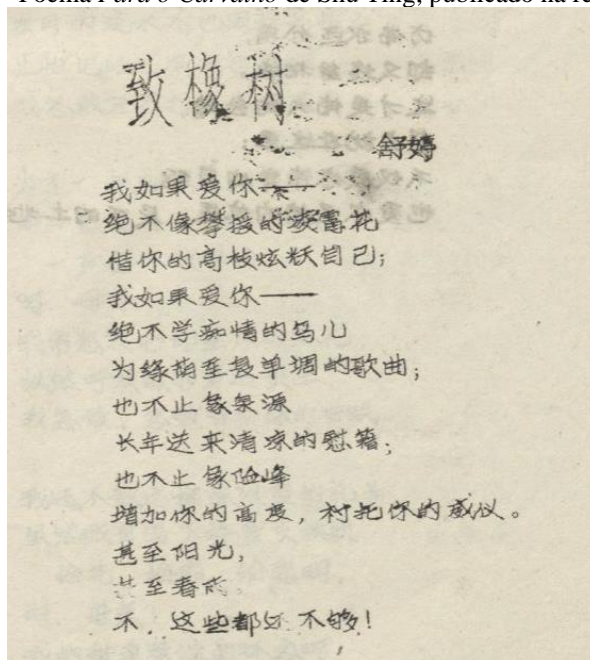 Poema Para o Carvalho de Shu Ting, publicado na re
致橡树
舒婷
我如果爱你——
绝不像攀援的凌霄花
借你的高枝炫耀自己；
我如果爱你——
绝不学痴情的鸟儿
为绿荫重复单调的歌曲；
也不止象泉源
长年送来清凉的慰籍；
也不止象险峰
增加你的高度，衬托你的威仪。
甚至阳光，
甚至春雨，
不，这些都还不够！